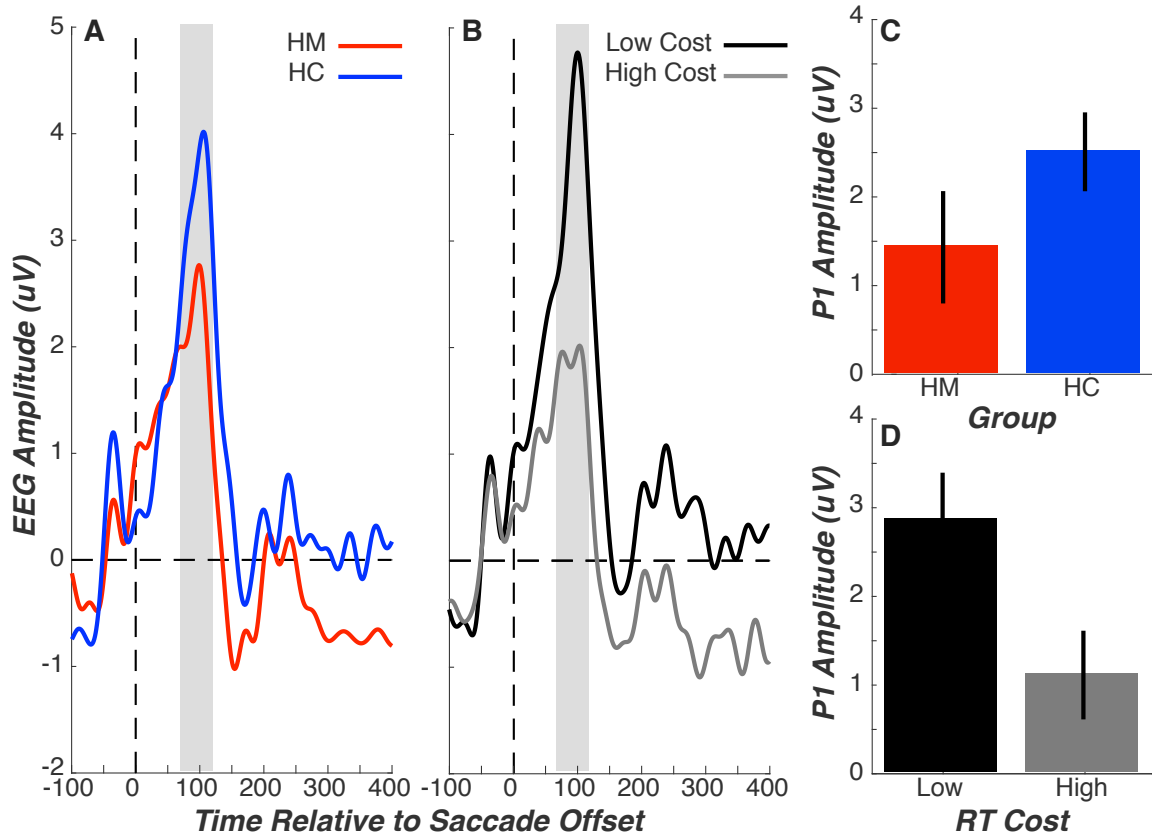 A
HM
HC
B
Low Cost
High Cost
EEG Amplitude (uV)
5
4
3
2
1
0
-1
-2
-100 0 100 200 300 400
-100 0 100 200 300 400
Time Relative to Saccade Offset
C
P1 Amplitude (uV)
4
3
2
1
0
HM HC
Group
D
P1 Amplitude (uV)
4
3
2
1
0
Low High
RT Cost